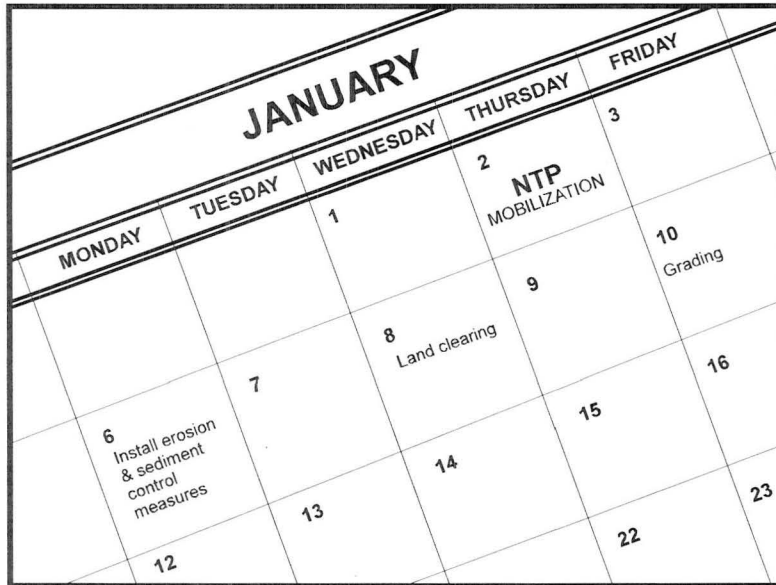 JANUARY
MONDAY TUESDAY WEDNESDAY THURSDAY FRIDAY
1 2 3
NTP
MOBILIZATION
6 7 8 9 10
Install erosion
& sediment
control
measures
Land clearing
Grading
12 13 14 15 16
22 23